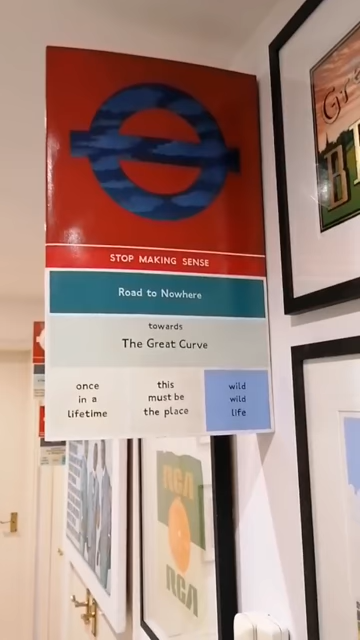 STOP MAKING SENSE
Road to Nowhere
towards
The Great Curve
once
in a
lifetime
this
must be
the place
wild
wild
life
RCA
RCA